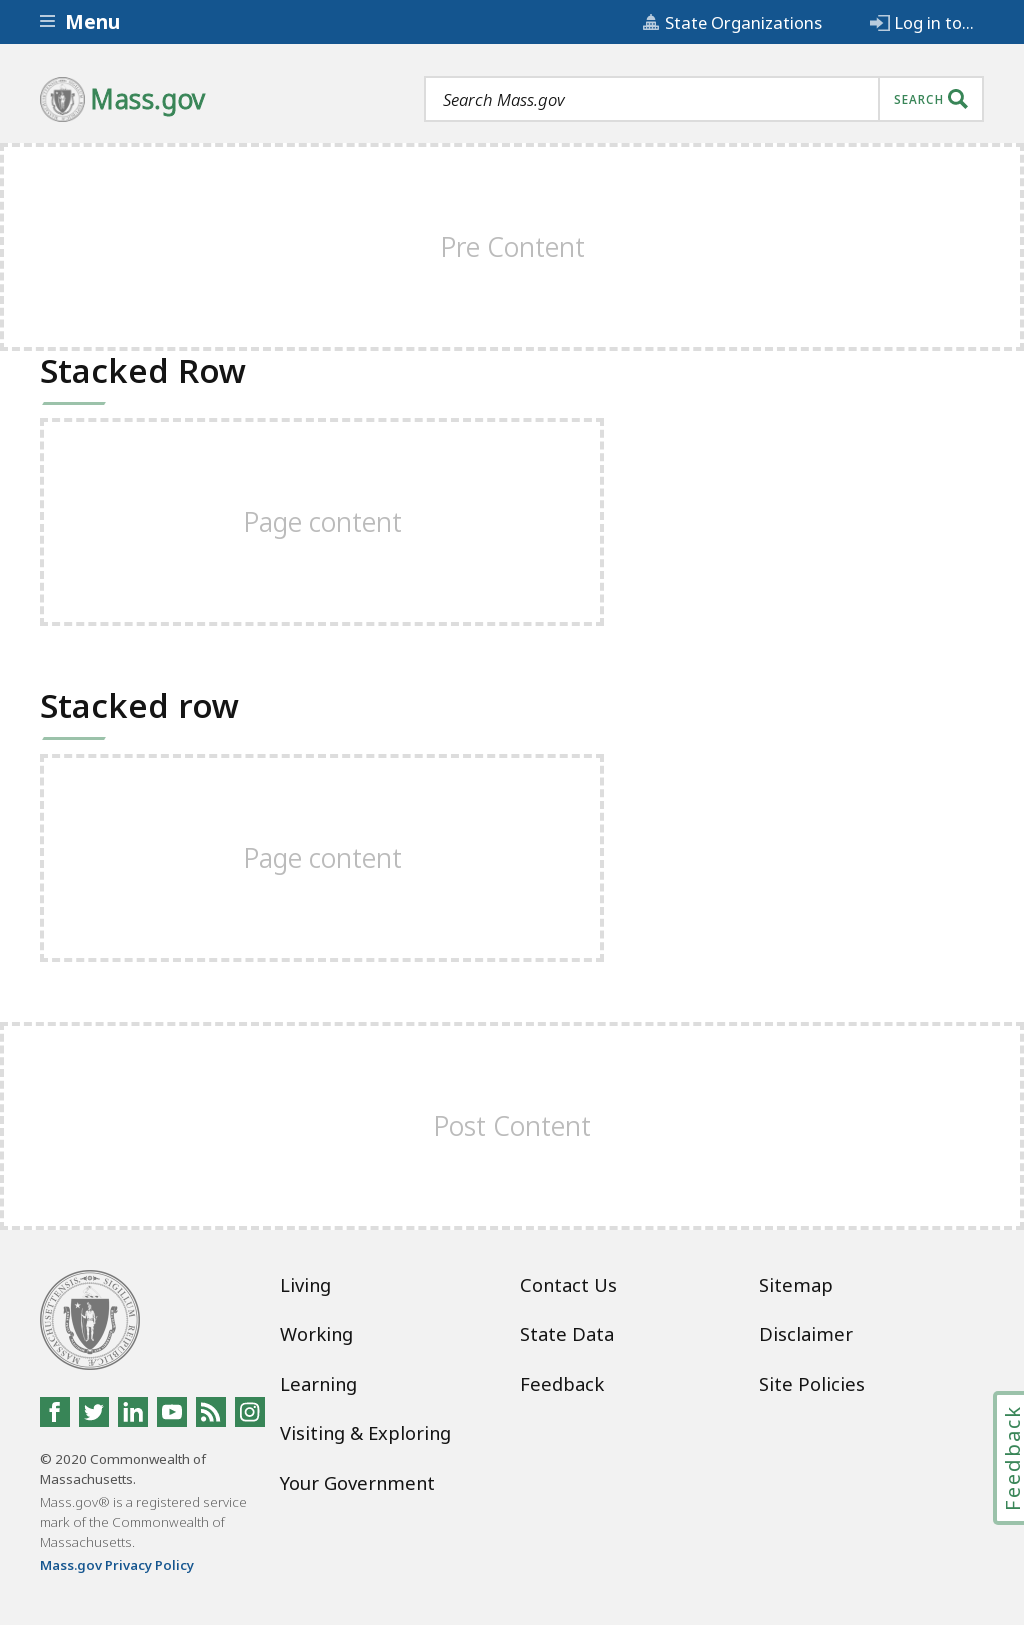 Menu
State Organizations
Log in to...
Mass.gov
Search Mass.gov
SEARCH
Pre Content
Stacked Row
Page content
Stacked row
Page content
Post Content
Living
Working
Learning
Visiting & Exploring
Your Government
Contact Us
State Data
Feedback
Sitemap
Disclaimer
Site Policies
© 2020 Commonwealth of
Massachusetts.
Mass.gov® is a registered service
mark of the Commonwealth of
Massachusetts.
Mass.gov Privacy Policy
Feedback